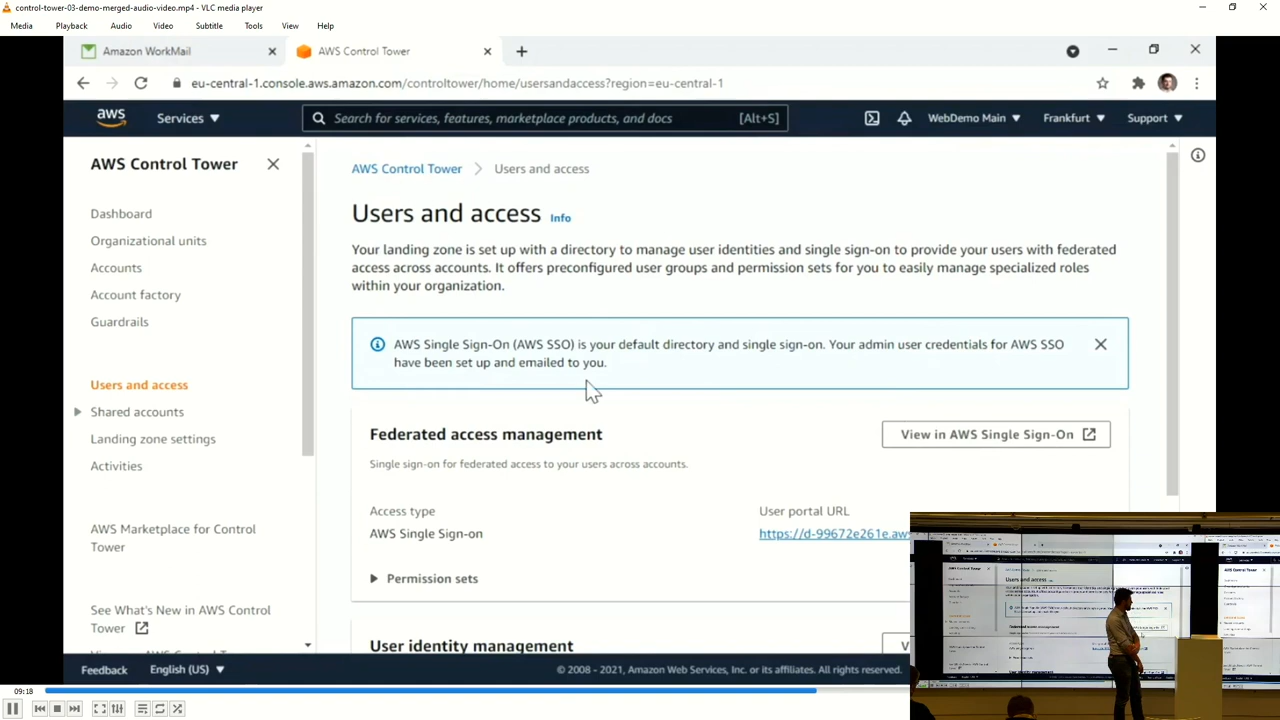 control-tower-03-demo-merged-audio-video.mp4 - VLC media player
Media Playback Audio Video Subtitle Tools View Help
Amazon WorkMail
AWS Control Tower
eu-central-1.console.aws.amazon.com/controltower/home/usersandaccess?region=eu-central-1
aws Services Search for services, features, marketplace products, and docs [Alt+S] WebDemo Main Frankfurt Support
AWS Control Tower
Dashboard
Organizational units
Accounts
Account factory
Guardrails
Users and access
Shared accounts
Landing zone settings
Activities
AWS Marketplace for Control
Tower
See What's New in AWS Control
Tower
AWS Control Tower Users and access
Users and access Info
Your landing zone is set up with a directory to manage user identities and single sign-on to provide your users with federated
access across accounts. It offers preconfigured user groups and permission sets for you to easily manage specialized roles
within your organization.
AWS Single Sign-On (AWS SSO) is your default directory and single sign-on. Your admin user credentials for AWS SSO
have been set up and emailed to you.
Federated access management
View in AWS Single Sign-On
Single sign-on for federated access to your users across accounts.
Access type
AWS Single Sign-on
User portal URL
https://d-99672e261e.aws
Permission sets
User identity management
Feedback English (US) © 2008 - 2021, Amazon Web Services, Inc. or its affiliates. All rights reserved.
09:18